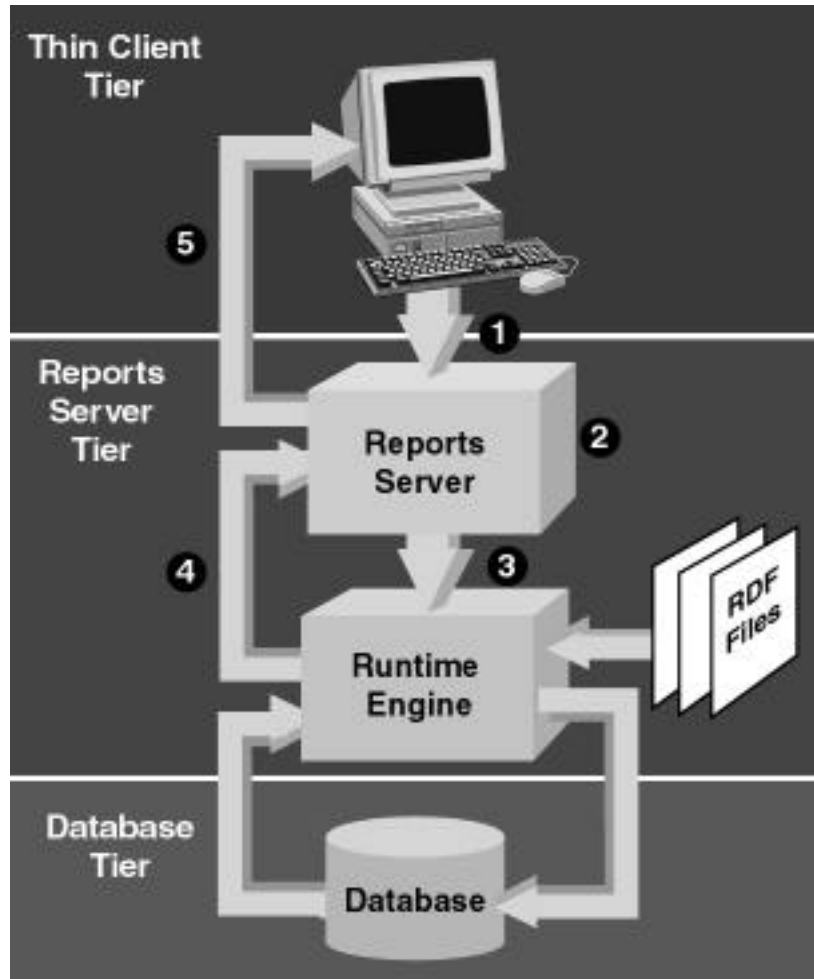 Thin Client
Tier
5
1
Reports
Server
Tier
Reports
Server
2
4
3
RDF
Files
Runtime
Engine
Database
Tier
Database